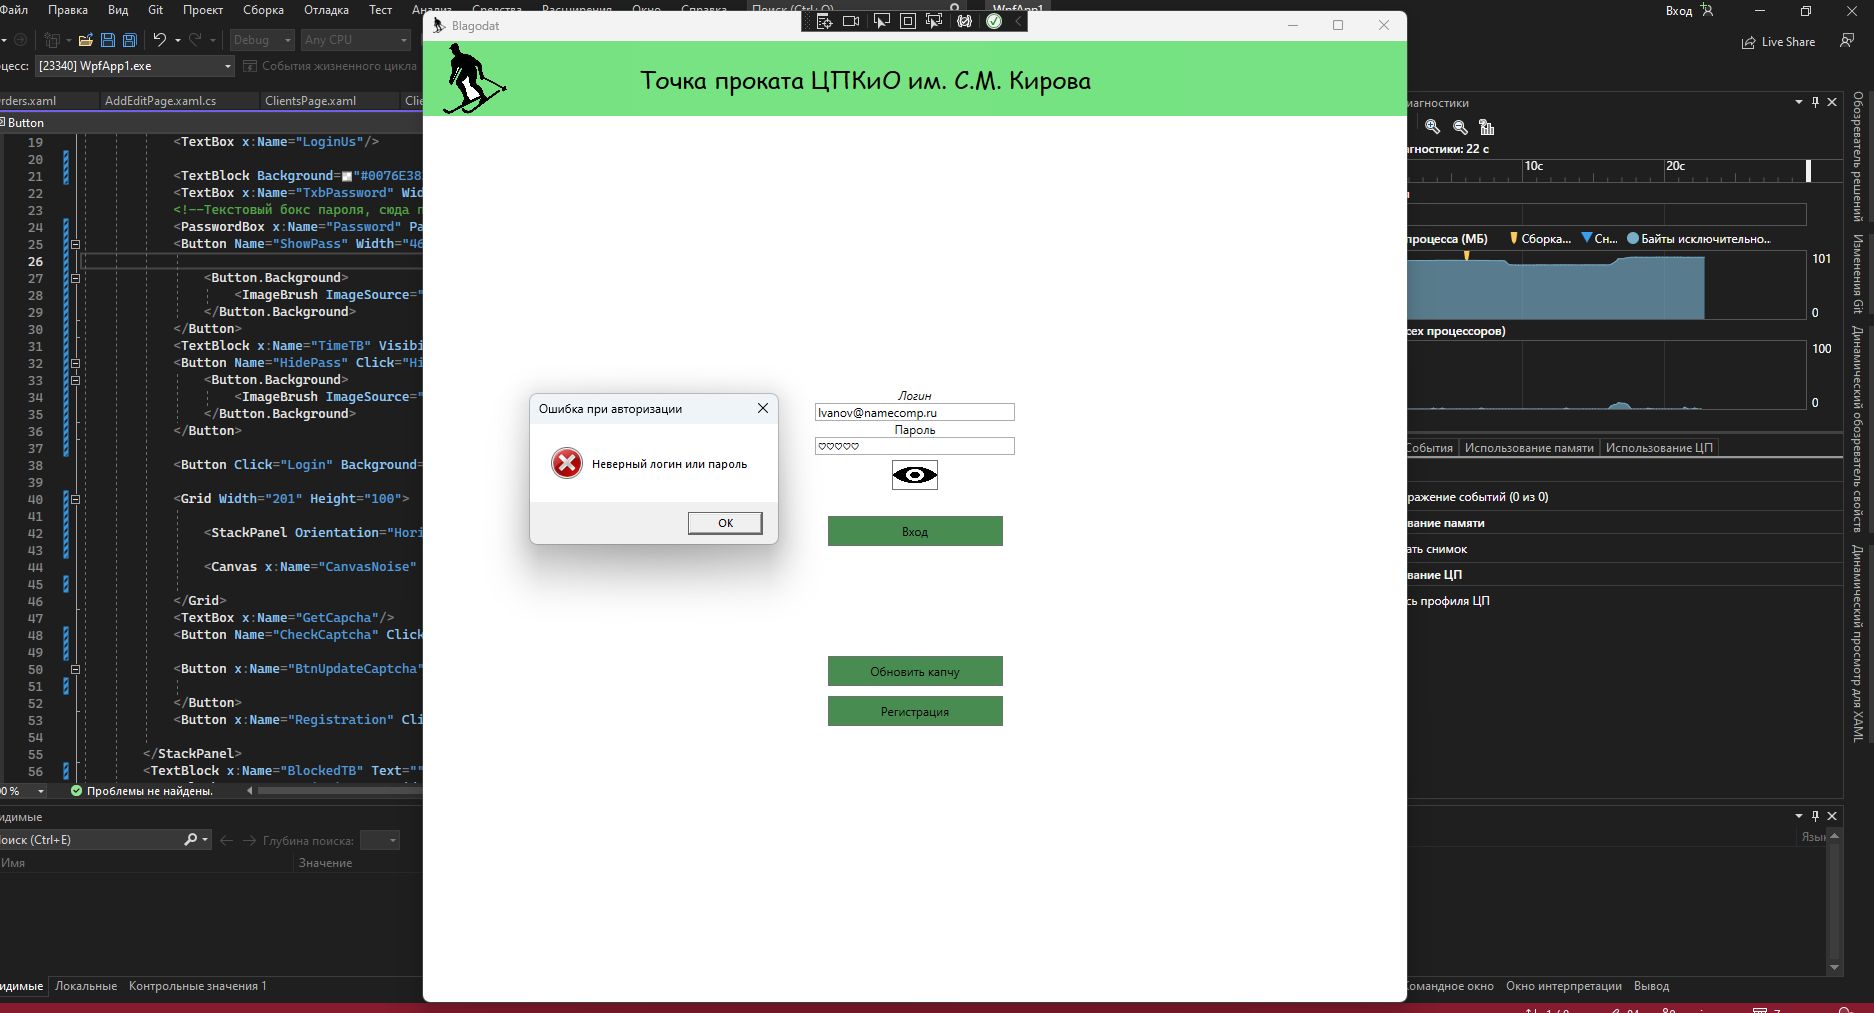 Файл Правка Вид Git Проект Сборка Отладка Тест Анализ Средства Расширения Окно Справка Поиск (Ctrl+Q) WpfApp1 Вход
Debug Any CPU Live Share
цесс: [23340] WpfApp1.exe События жизненного цикла
rders.xaml AddEditPage.xaml.cs ClientsPage.xaml Clie
Button
19 <TextBox x:Name="LoginUs"/>
20
21 <TextBlock Background="#0076E38
22 <TextBox x:Name="TxbPassword" Wid
23 <!--Текстовый бокс пароля, сюда п
24 <PasswordBox x:Name="Password" Pa
25 <Button Name="ShowPass" Width="46
26
27 <Button.Background>
28 <ImageBrush ImageSource="
29 </Button.Background>
30 </Button>
31 <TextBlock x:Name="TimeTB" Visibi
32 <Button Name="HidePass" Click="Hi
33 <Button.Background>
34 <ImageBrush ImageSource="
35 </Button.Background>
36 </Button>
37
38 <Button Click="Login" Background=
39
40 <Grid Width="201" Height="100">
41
42 <StackPanel Orientation="Hori
43
44 <Canvas x:Name="CanvasNoise"
45
46 </Grid>
47 <TextBox x:Name="GetCapcha"/>
48 <Button Name="CheckCaptcha" Click
49
50 <Button x:Name="BtnUpdateCaptcha"
51
52 </Button>
53 <Button x:Name="Registration" Cli
54
55 </StackPanel>
56 <TextBlock x:Name="BlockedTB" Text=""
00 % Проблемы не найдены.
идимые
Поиск (Ctrl+E) Глубина поиска:
Имя Значение
идимые Локальные Контрольные значения 1
Blagodat
Точка проката ЦПКиО им. С.М. Кирова
Логин
Ivanov@namecomp.ru
Пароль
♡♡♡♡♡
Вход
Обновить капчу
Регистрация
Ошибка при авторизации
Неверный логин или пароль
OK
иагностики
агностики: 22 с
10с 20с
процесса (МБ) Сборка... Сн... Байты исключительно...
101
0
сех процессоров)
100
0
События Использование памяти Использование ЦП
ражение событий (0 из 0)
вание памяти
ать снимок
вание ЦП
сь профиля ЦП
Язык
Командное окно Окно интерпретации Вывод
Обозреватель решений
Изменения Git
Динамический обозреватель свойств
Динамический просмотр для XAML